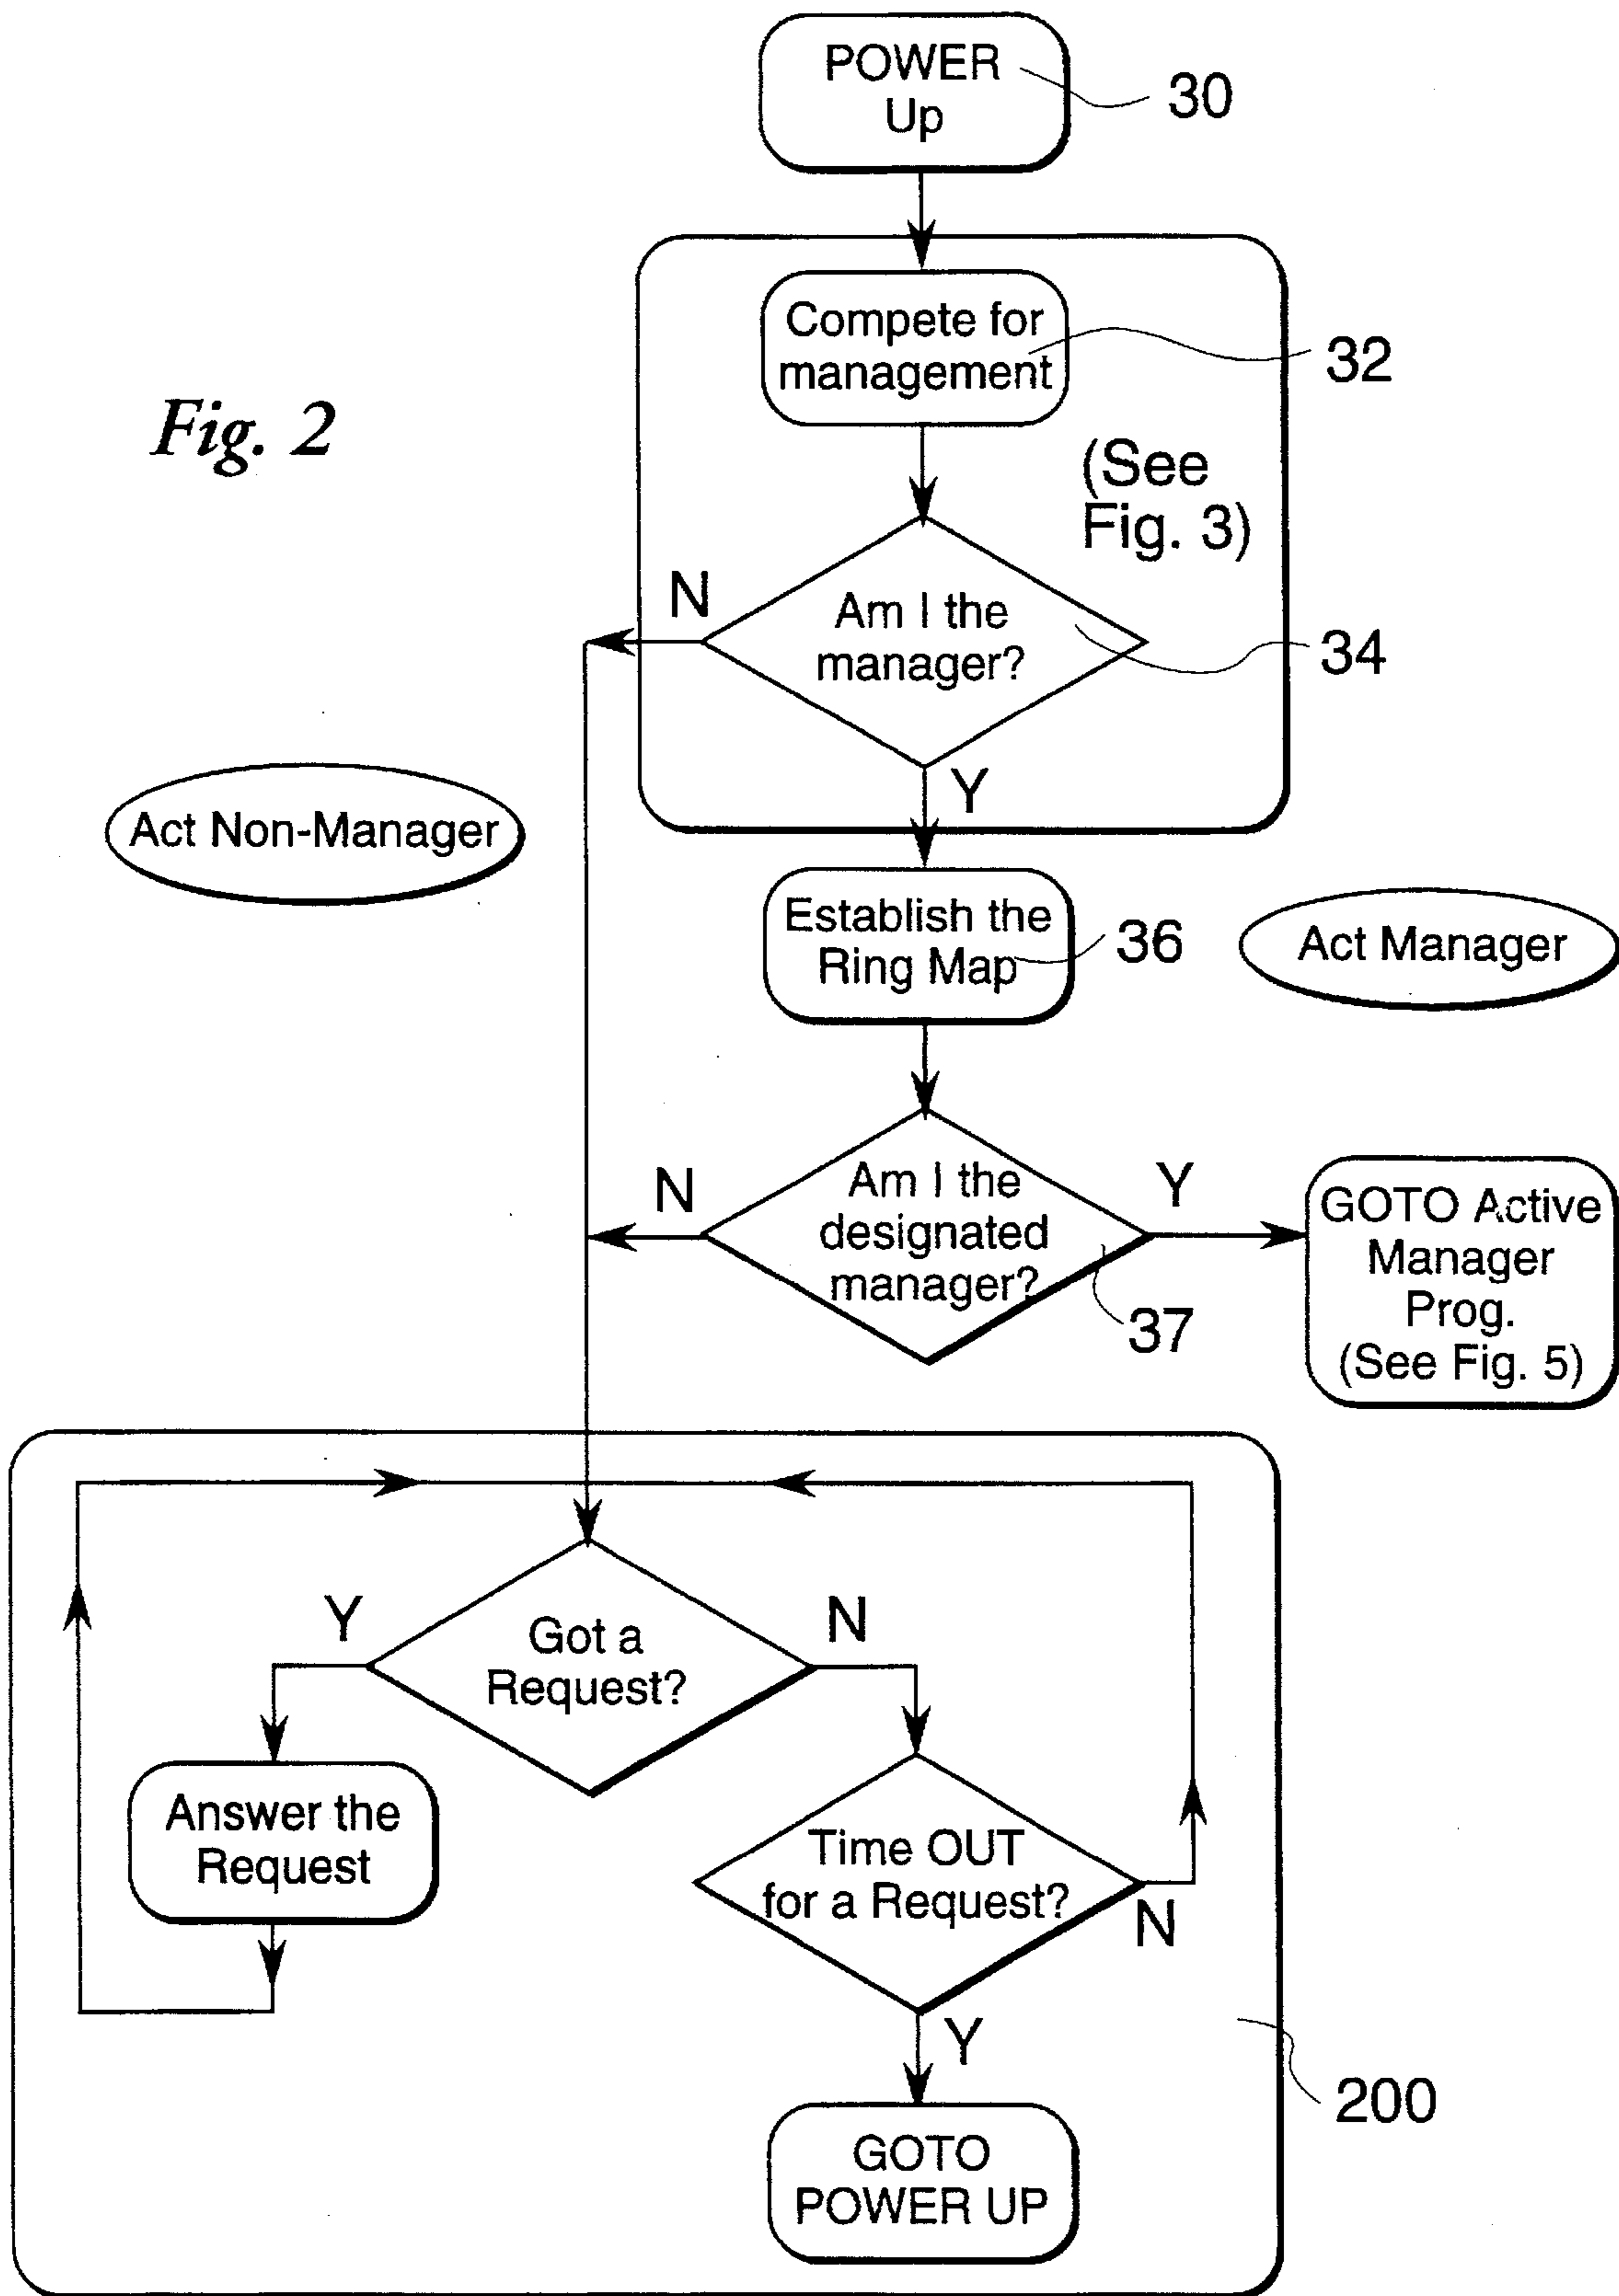 POWER
Up
30
Compete for
management
32
Fig. 2
(See
Fig. 3)
N
Am I the
manager?
34
Y
Act Non-Manager
Establish the
Ring Map
36
Act Manager
N
Am I the
designated
manager?
Y
37
GOTO Active
Manager
Prog.
(See Fig. 5)
Y
Got a
Request?
N
Answer the
Request
Time OUT
for a Request?
N
Y
200
GOTO
POWER UP